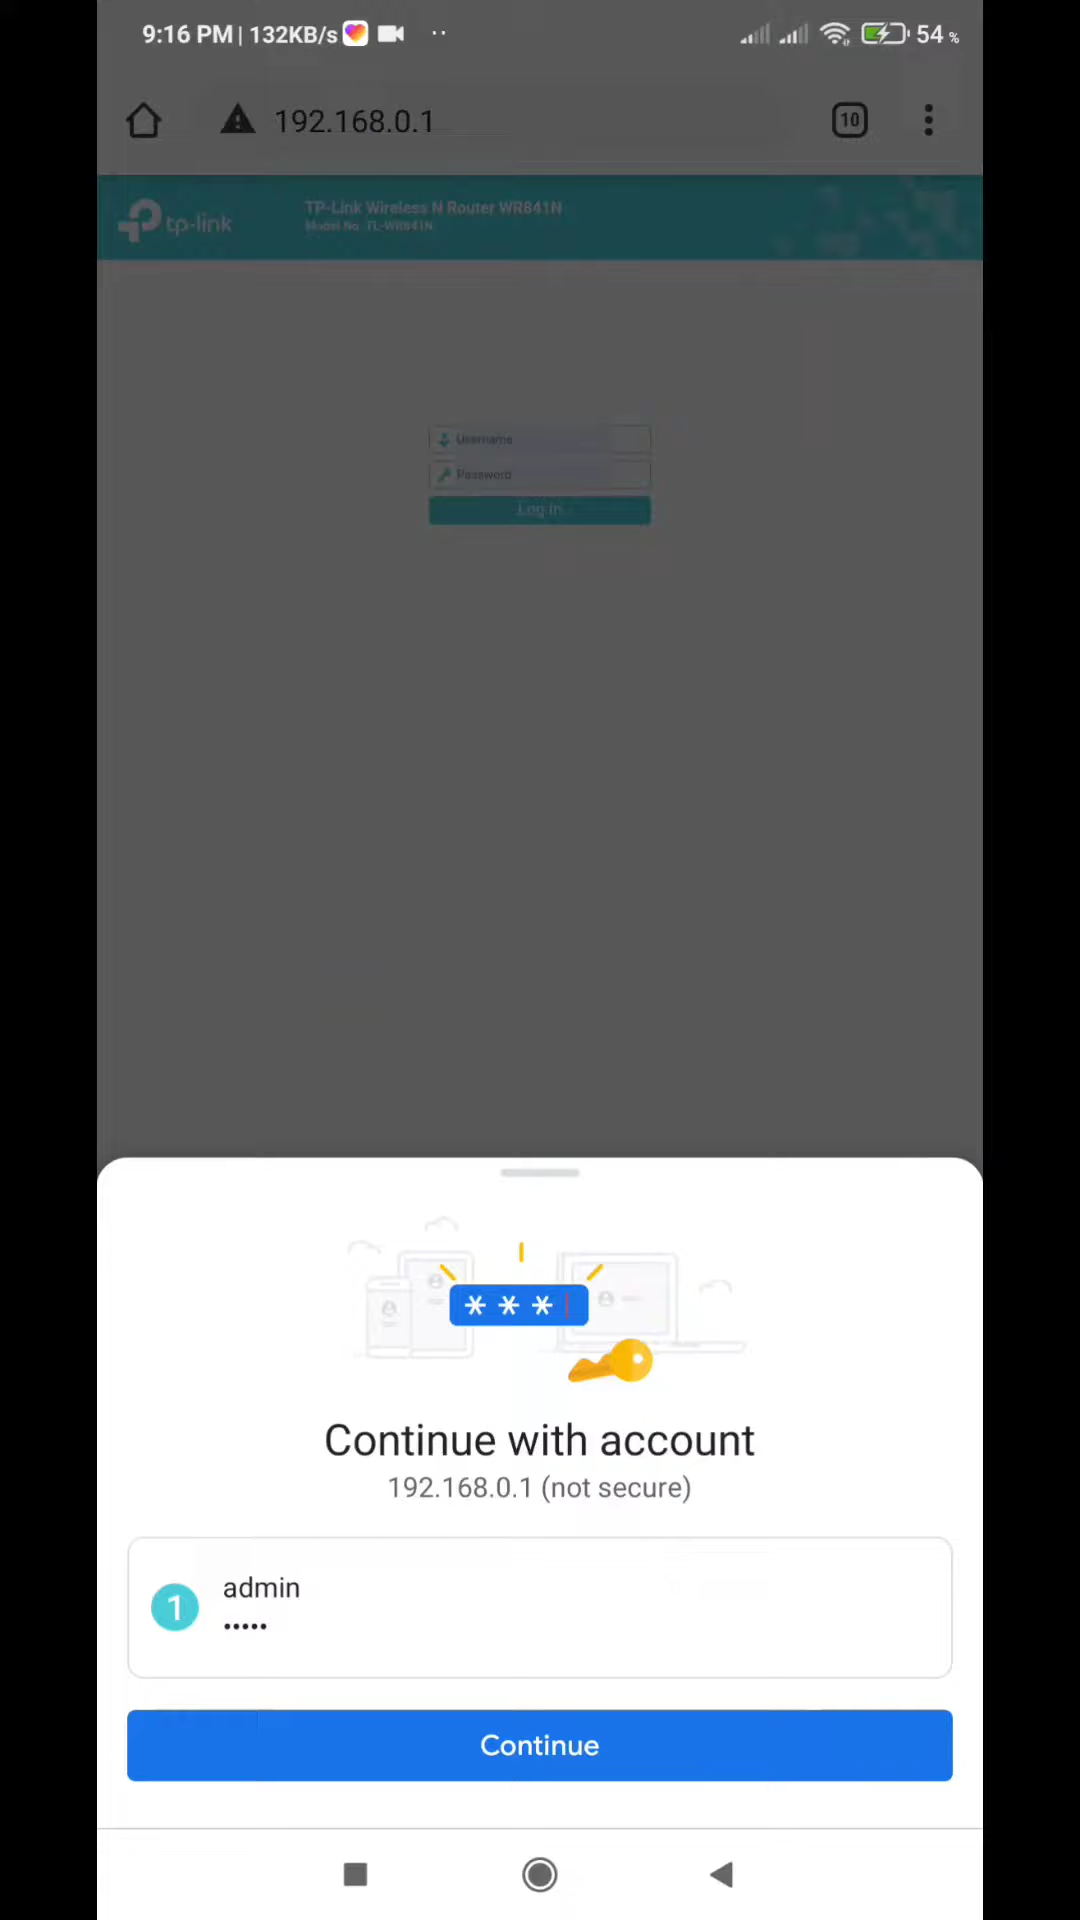 9:16 PM | 132KB/s 54 %
192.168.0.1 10
tp-link TP-Link Wireless N Router WR841N
Model No. TL-WR841N
Username
Password
Log In
* * *
Continue with account
192.168.0.1 (not secure)
1 admin
•••••
Continue